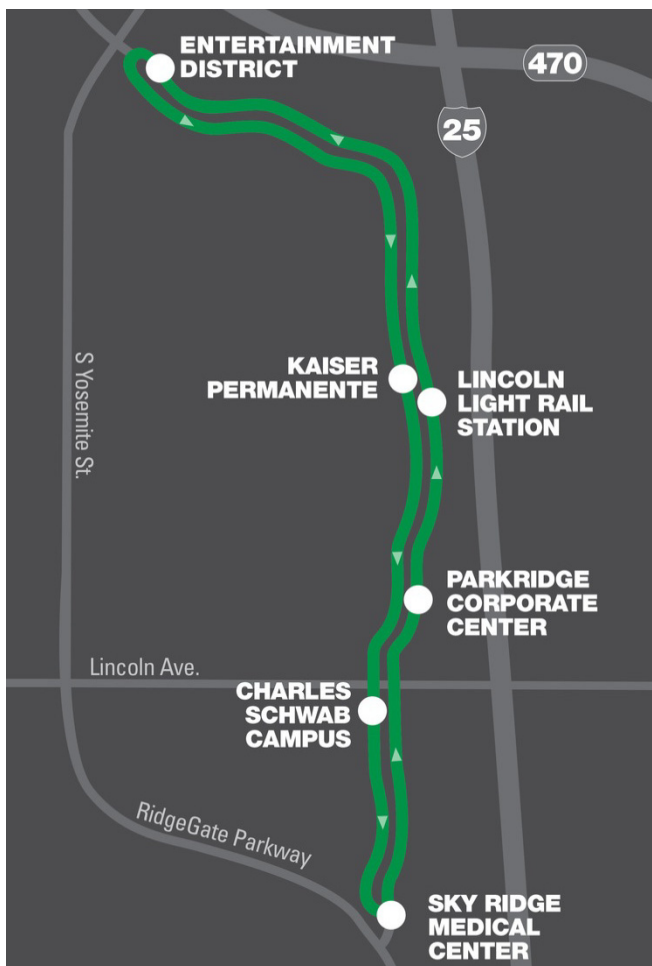 ENTERTAINMENT
DISTRICT
470
25
S Yosemite St.
KAISER
PERMANENTE
LINCOLN
LIGHT RAIL
STATION
PARKRIDGE
CORPORATE
CENTER
Lincoln Ave.
CHARLES
SCHWAB
CAMPUS
RidgeGate Parkway
SKY RIDGE
MEDICAL
CENTER